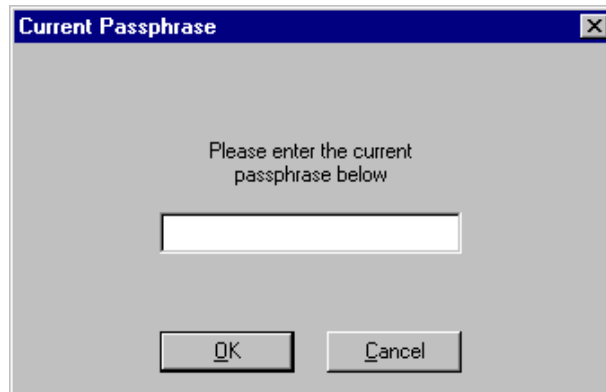 Current Passphrase
Please enter the current
passphrase below
OK
Cancel